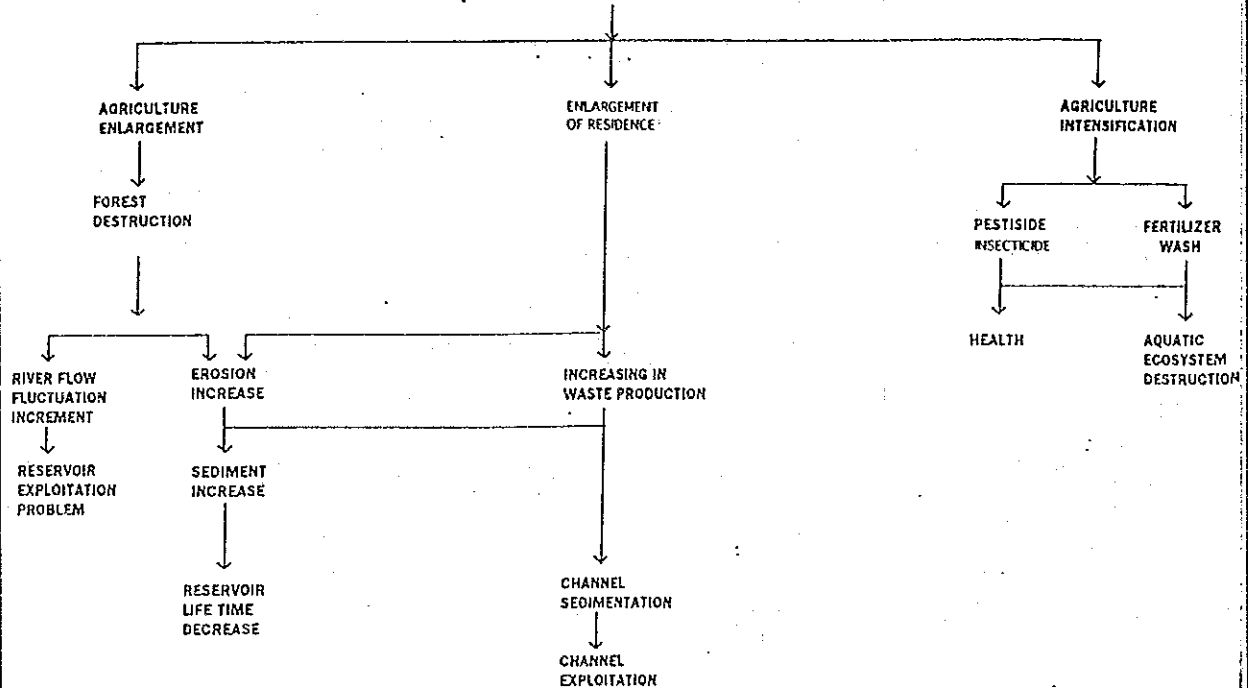 AGRICULTURE
ENLARGEMENT
ENLARGEMENT
OF RESIDENCE
AGRICULTURE
INTENSIFICATION
FOREST
DESTRUCTION
PESTISIDE
INSECTICIDE
FERTILIZER
WASH
HEALTH
AQUATIC
ECOSYSTEM
DESTRUCTION
RIVER FLOW
FLUCTUATION
INCREMENT
EROSION
INCREASE
INCREASING IN
WASTE PRODUCTION
RESERVOIR
EXPLOITATION
PROBLEM
SEDIMENT
INCREASE
RESERVOIR
LIFE TIME
DECREASE
CHANNEL
SEDIMENTATION
CHANNEL
EXPLOITATION